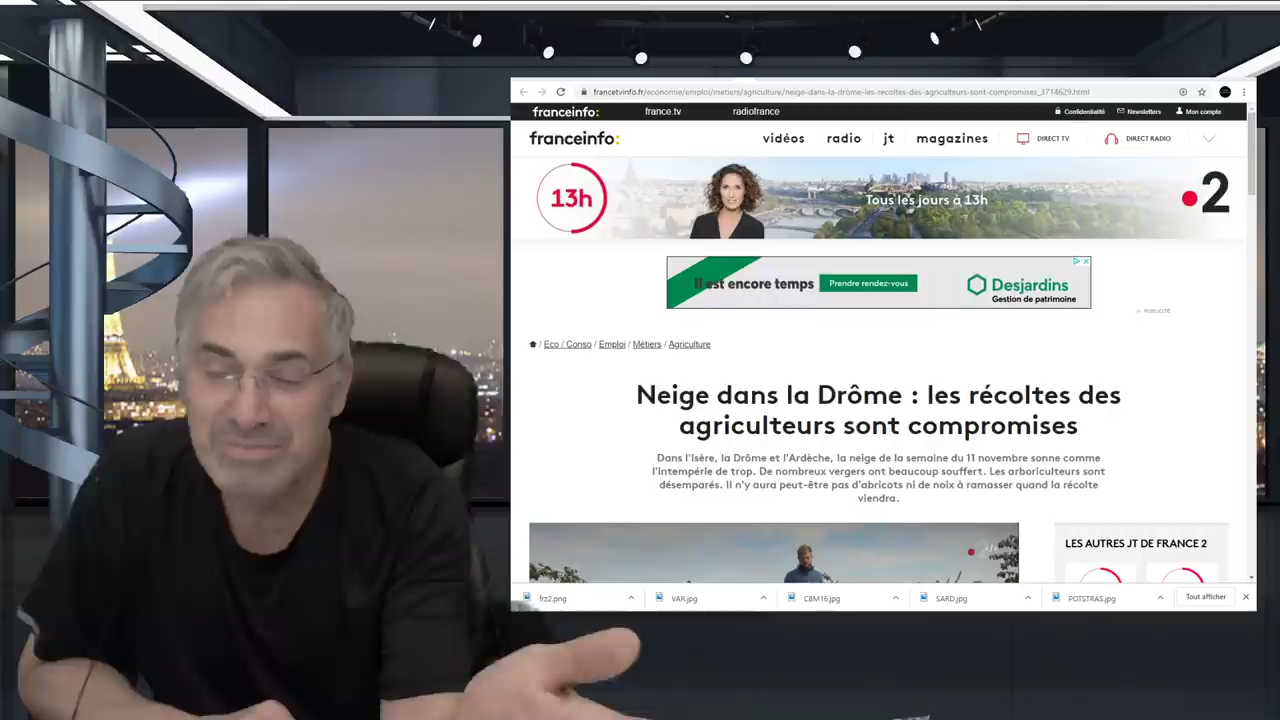 francetvinfo.fr/economie/emploi/metiers/agriculture/neige-dans-la-drome-les-recoltes-des-agriculteurs-sont-compromises_3714629.html
franceinfo: france.tv radiofrance Confidentialité Newsletters Mon compte
franceinfo: vidéos radio jt magazines DIRECT TV DIRECT RADIO
13h Tous les jours à 13h 2
Il est encore temps Prendre rendez-vous Desjardins
Gestion de patrimoine
PUBLICITÉ
/ Eco / Conso / Emploi / Métiers / Agriculture
Neige dans la Drôme : les récoltes des
agriculteurs sont compromises
Dans l'Isère, la Drôme et l'Ardèche, la neige de la semaine du 11 novembre sonne comme
l'intempérie de trop. De nombreux vergers ont beaucoup souffert. Les arboriculteurs sont
désemparés. Il n'y aura peut-être pas d'abricots ni de noix à ramasser quand la récolte
viendra.
LES AUTRES JT DE FRANCE 2
frz2.png VAR.jpg CBM16.jpg SARD.jpg POTSTRAS.jpg Tout afficher